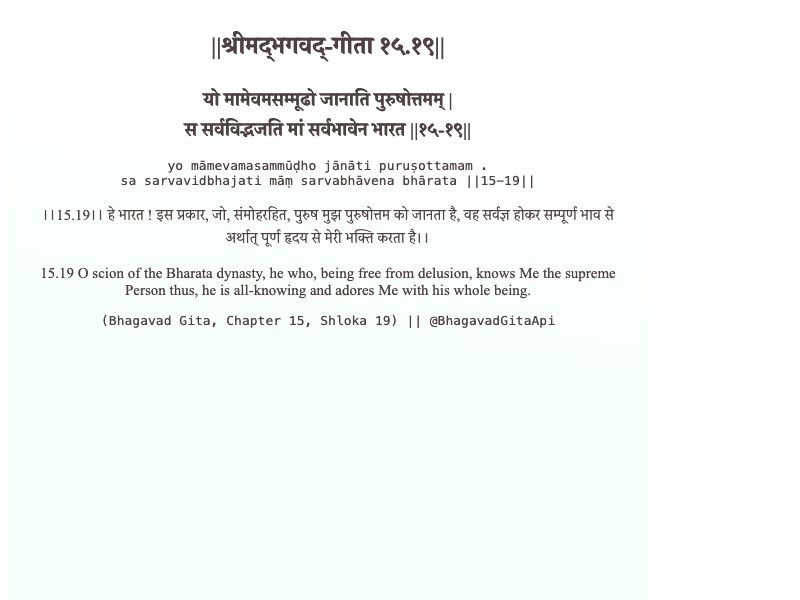 ||श्रीमद्‍भगवद्‍-गीता १५.१९||
यो मामेवमसम्मूढो जानाति पुरुषोत्तमम् |
स सर्वविद्भजति मां सर्वभावेन भारत ||१५-१९||
yo māmevamasammūḍho jānāti puruṣottamam .
sa sarvavidbhajati māṃ sarvabhāvena bhārata ||15-19||
।।15.19।। हे भारत ! इस प्रकार, जो, संमोहरहित, पुरुष मुझ पुरुषोत्तम को जानता है, वह सर्वज्ञ होकर सम्पूर्ण भाव से
अर्थात् पूर्ण हृदय से मेरी भक्ति करता है।।
15.19 O scion of the Bharata dynasty, he who, being free from delusion, knows Me the supreme
Person thus, he is all-knowing and adores Me with his whole being.
(Bhagavad Gita, Chapter 15, Shloka 19) || @BhagavadGitaApi